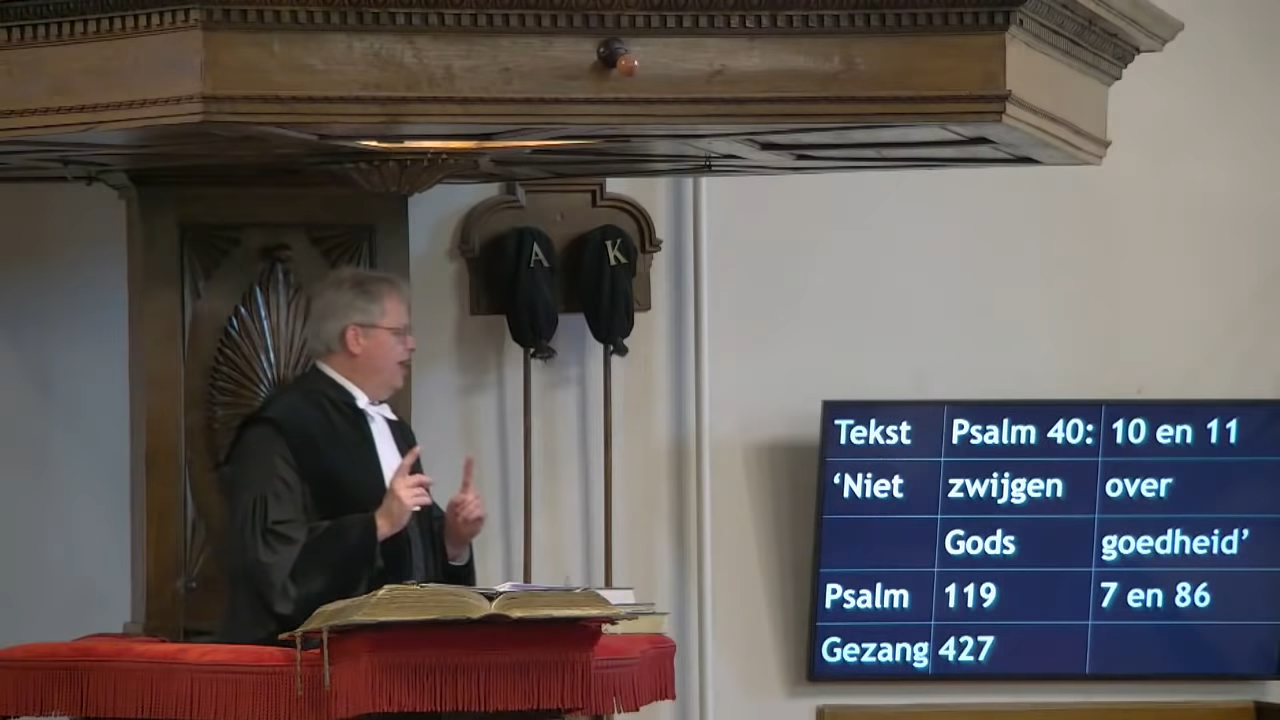 A K
Tekst Psalm 40: 10 en 11
‘Niet zwijgen over
Gods goedheid’
Psalm 119 7 en 86
Gezang 427